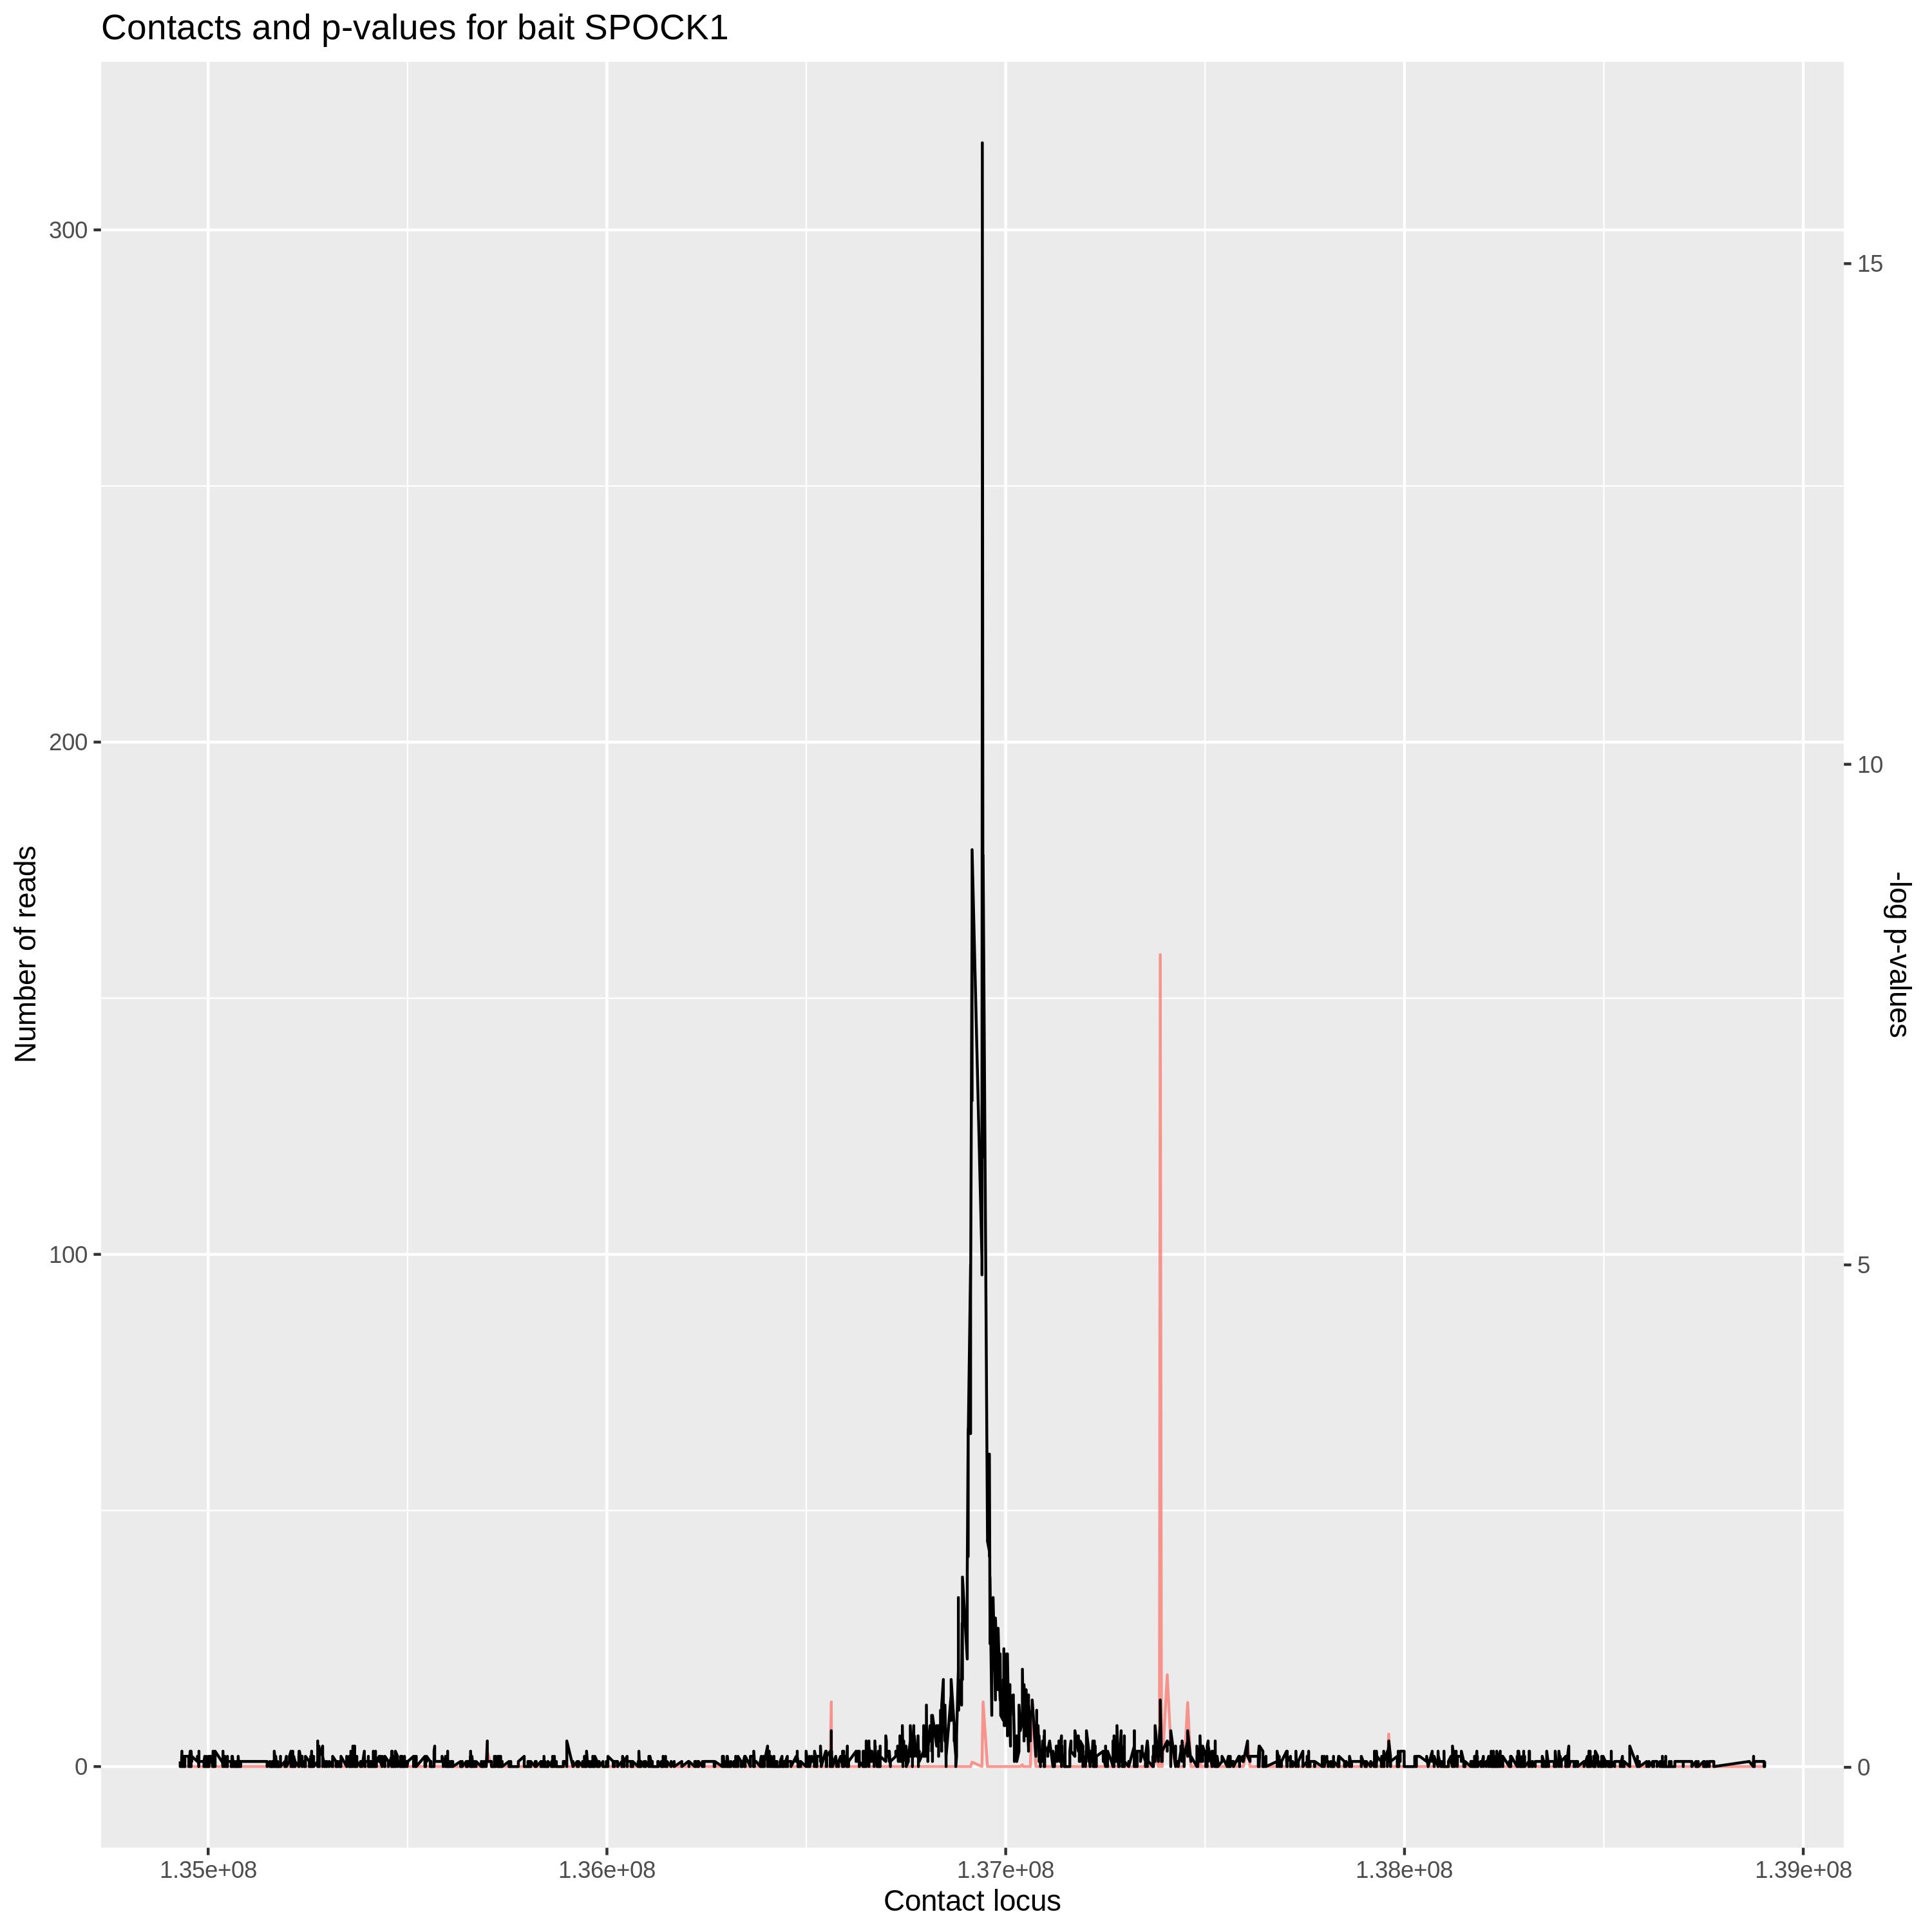 Contacts and p-values for bait SPOCK1
Number of reads
300
200
100
0
15
10
5
0
-log p-values
1.35e+08
1.36e+08
1.37e+08
1.38e+08
1.39e+08
Contact locus